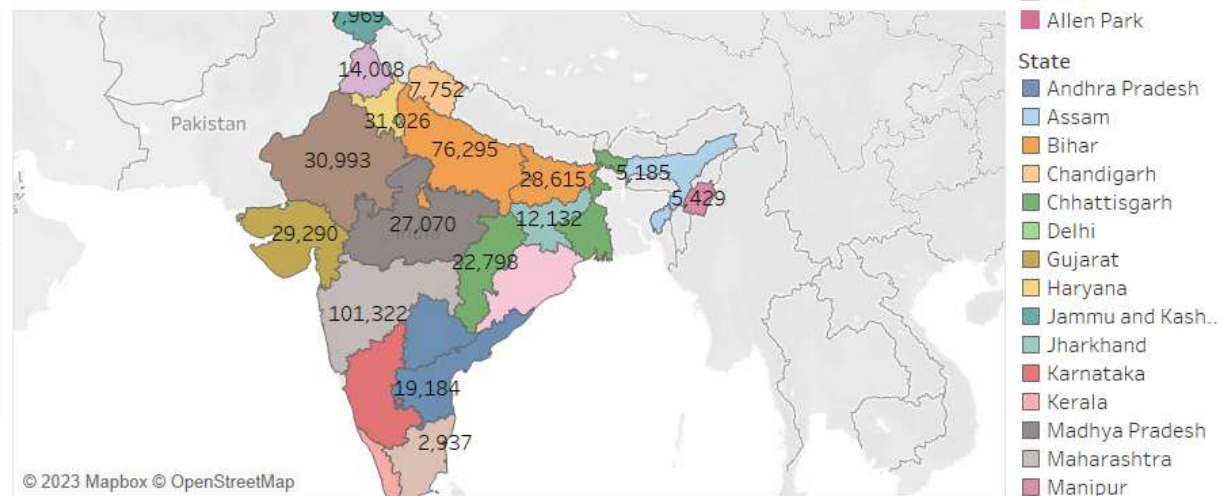 7,969
14,008
7,752
31,026
Pakistan
76,295
30,993
28,615
5,185
5,429
12,132
27,070
29,290
22,798
101,322
19,184
2,937
© 2023 Mapbox © OpenStreetMap
Allen Park
State
Andhra Pradesh
Assam
Bihar
Chandigarh
Chhattisgarh
Delhi
Gujarat
Haryana
Jammu and Kash..
Jharkhand
Karnataka
Kerala
Madhya Pradesh
Maharashtra
Manipur